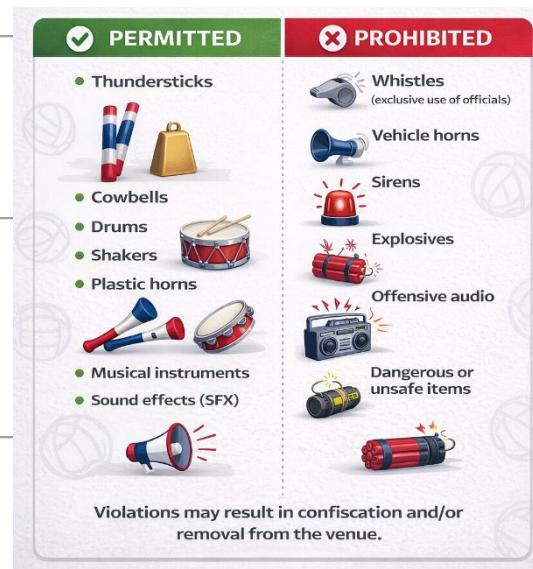 PERMITTED
Thundersticks
Cowbells
Drums
Shakers
Plastic horns
Musical instruments
Sound effects (SFX)
PROHIBITED
Whistles
(exclusive use of officials)
Vehicle horns
Sirens
Explosives
Offensive audio
Dangerous or
unsafe items
Violations may result in confiscation and/or
removal from the venue.